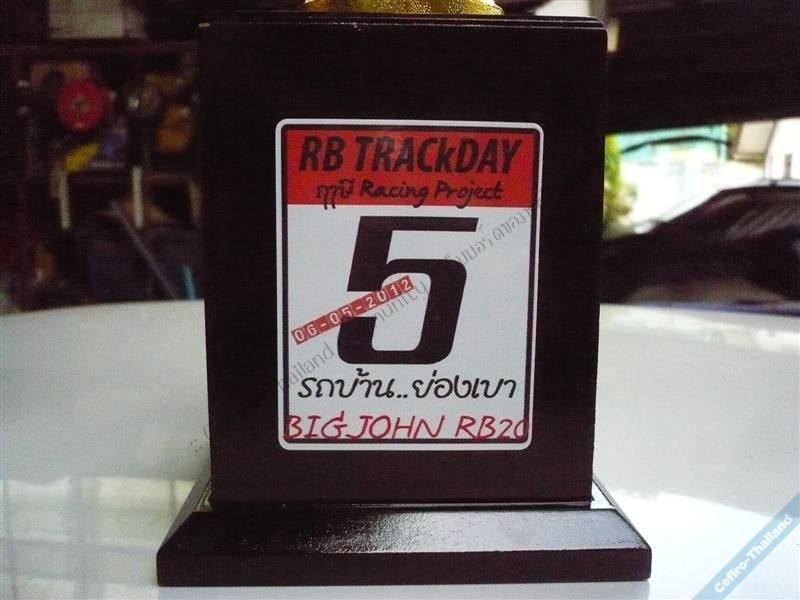 RB TRACKDAY
ฤาษี Racing Project
5
06-05-2012
รถบ้าน..ย่องเบา
BIGJOHN RB20
Cefiro-Thailand